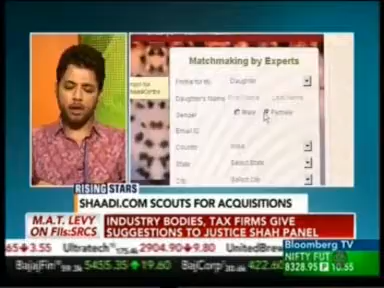 Matchmaking by Experts
Profile for My
Daughter
Daughter's Name First Name Last Name
Gender Male Female
Email ID
Country India
State Select State
City Select City
RISING STARS
SHAADI.COM SCOUTS FOR ACQUISITIONS
M.A.T. LEVY ON FIIs:SRCS
INDUSTRY BODIES, TAX FIRMS GIVE SUGGESTIONS TO JUSTICE SHAH PANEL
3.55 Ultratech 2904.90 9.80 UnitedBrew
BajajFin 5455.35 19.60 BajCorp 422.60
Bloomberg TV
NIFTY FUT
8328.95 P 10.55